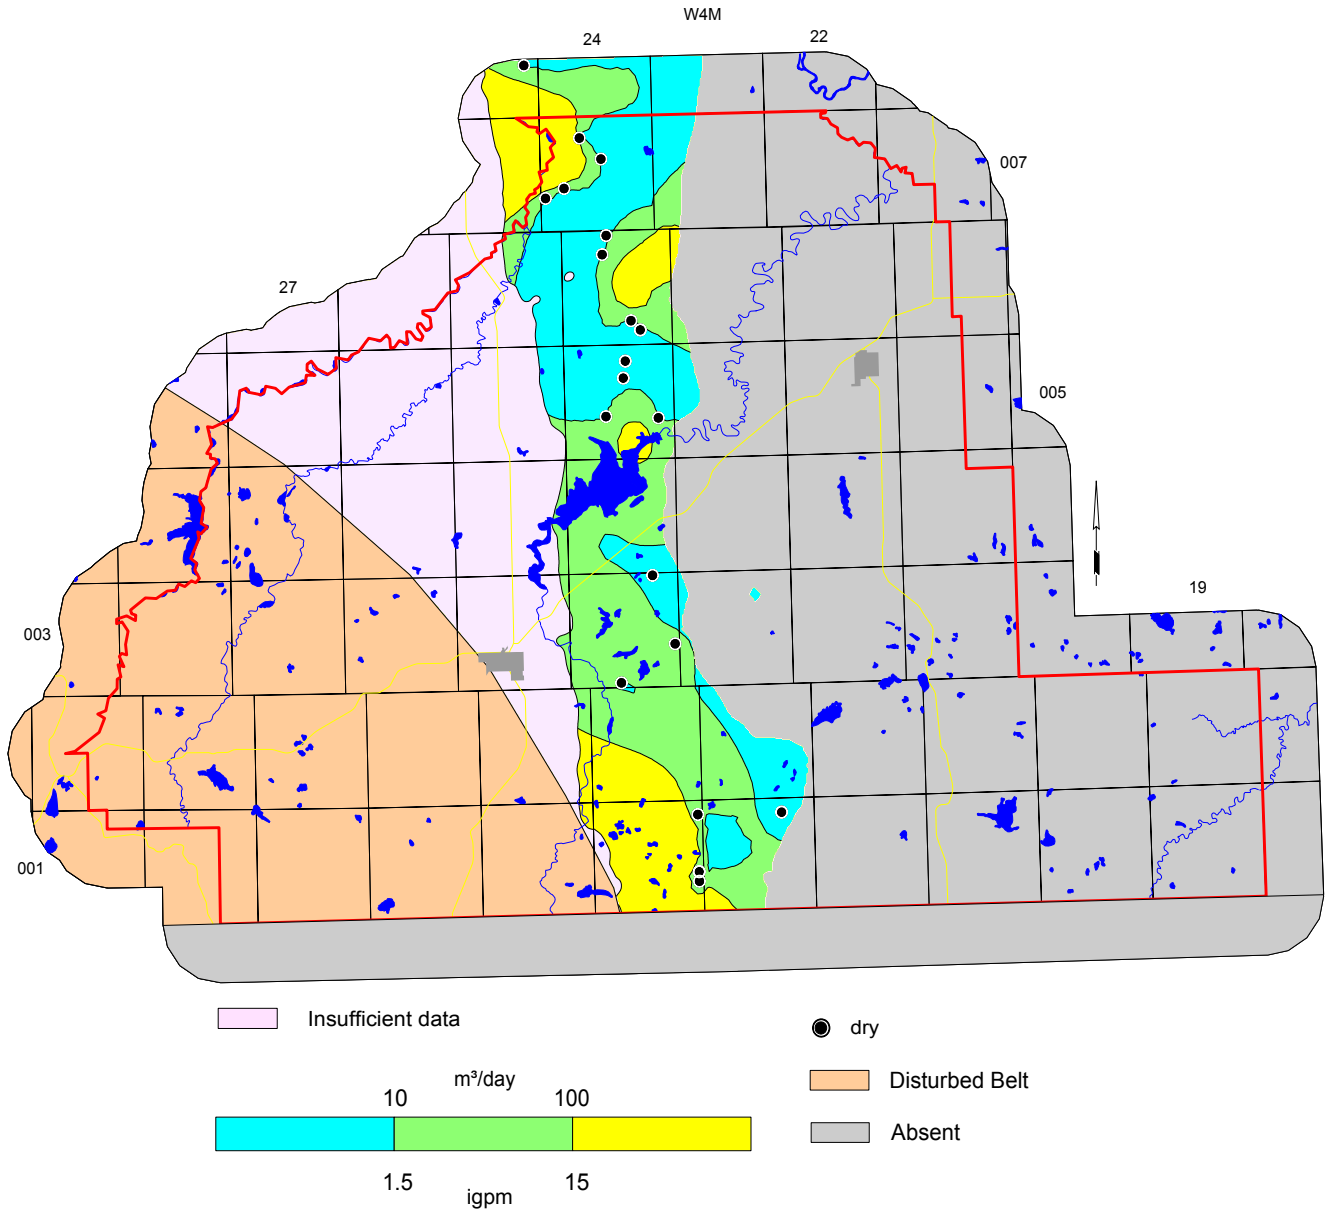 W4M
24
22
007
27
005
19
003
001
Insufficient data
dry
m³/day
10
100
Disturbed Belt
Absent
1.5
15
igpm